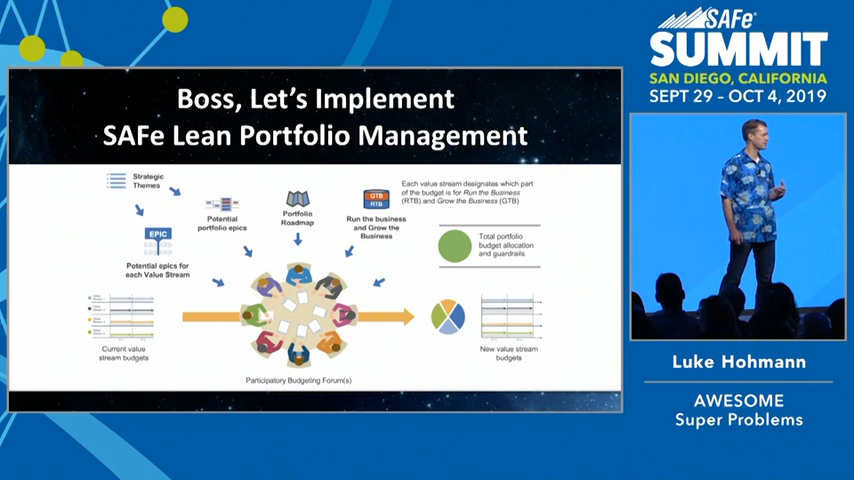 SAFe®
SUMMIT
SAN DIEGO, CALIFORNIA
SEPT 29 – OCT 4, 2019
Boss, Let's Implement
SAFe Lean Portfolio Management
Strategic
Themes
Potential
portfolio epics
Portfolio
Roadmap
GTB
RTB
Run the business
and Grow the
Business
Each value stream designates which part
of the budget is for Run the Business
(RTB) and Grow the Business (GTB)
EPIC
Potential epics for
each Value Stream
Total portfolio
budget allocation
and guardrails
Current value
stream budgets
New value stream
budgets
Participatory Budgeting Forum(s)
Luke Hohmann
AWESOME
Super Problems